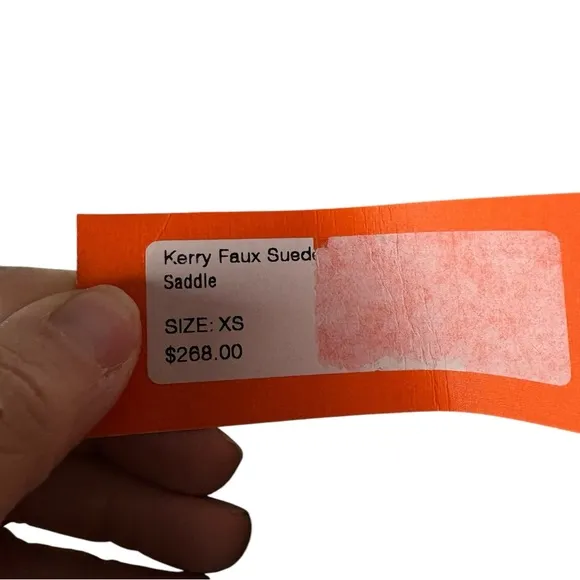 Kerry Faux Suede
Saddle
SIZE: XS
$268.00